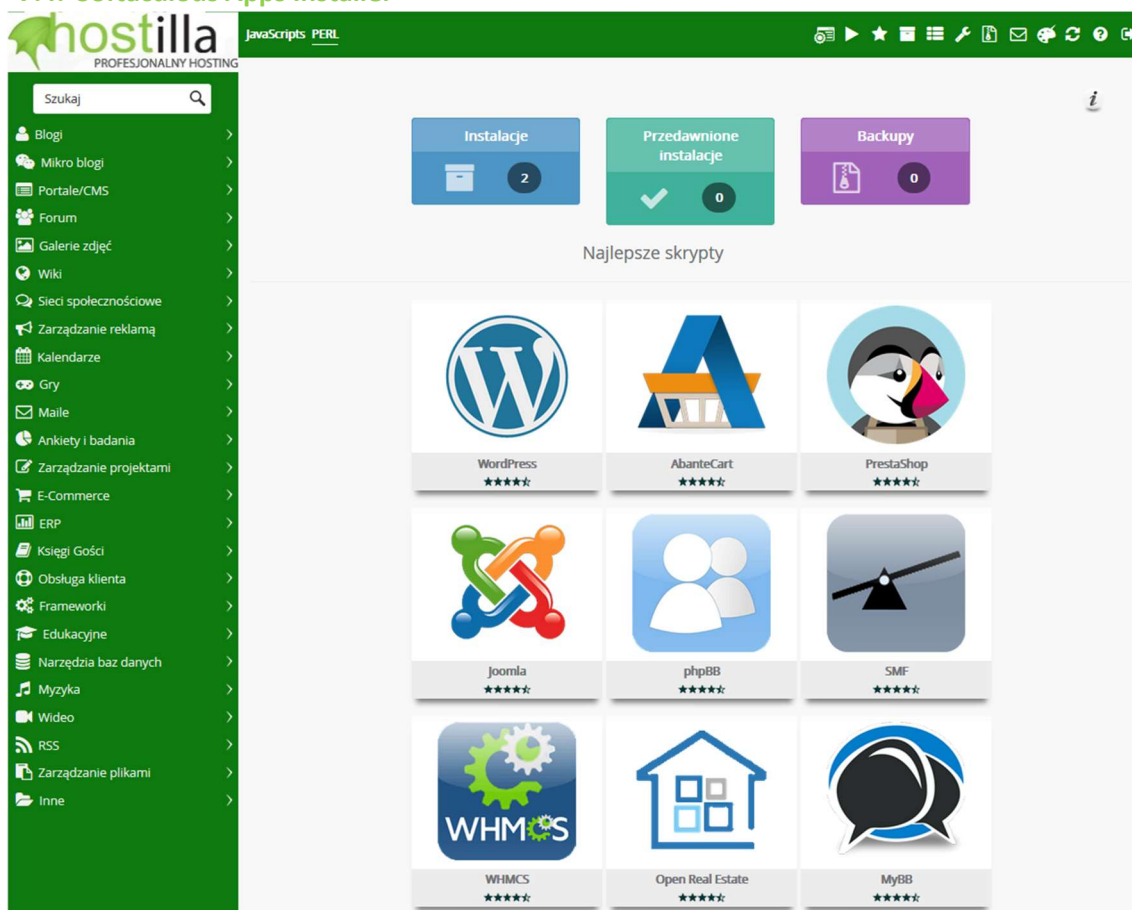 hostilla
PROFESJONALNY HOSTING
JavaScripts PERL
Szukaj
Blogi
Mikro blogi
Portale/CMS
Forum
Galerie zdjęć
Wiki
Sieci społecznościowe
Zarządzanie reklamą
Kalendarze
Gry
Maile
Ankiety i badania
Zarządzanie projektami
E-Commerce
ERP
Księgi Gości
Obsługa klienta
Frameworki
Edukacyjne
Narzędzia baz danych
Myzyka
Wideo
RSS
Zarządzanie plikami
Inne
i
Instalacje
2
Przedawnione
instalacje
0
Backupy
0
Najlepsze skrypty
W
WordPress
AbanteCart
PrestaShop
Joomla
phpBB
SMF
WHMCS
WHMCS
Open Real Estate
MyBB